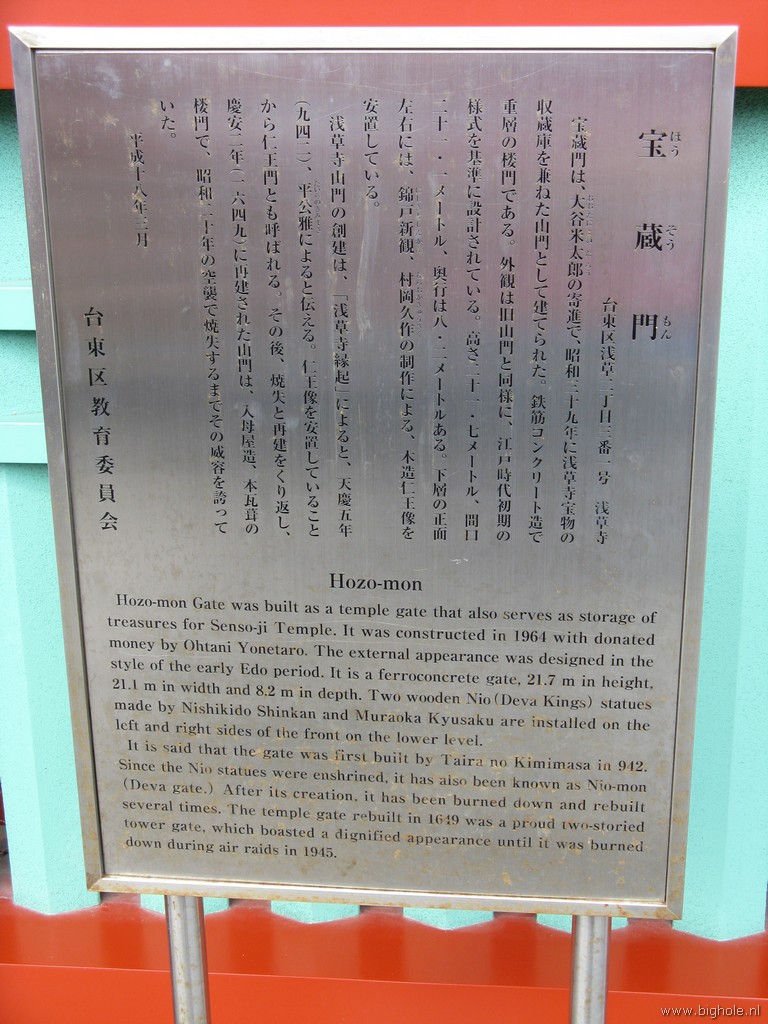 宝蔵門
ほうぞうもん
台東区浅草二丁目三番一号 浅草寺
宝蔵門は、大谷米太郎の寄進で、昭和三十九年に浅草寺宝物の
収蔵庫を兼ねた山門として建てられた。鉄筋コンクリート造で
重層の楼門である。外観は旧山門と同様に、江戸時代初期の
様式を基準に設計されている。高さ二十一・七メートル、間口
二十一・一メートル、奥行は八・二メートルある。下層の正面
左右には、錦戸新観、村岡久作の制作による、木造仁王像を
安置している。
浅草寺山門の創建は、「浅草寺縁起」によると、天慶五年
(九四二)、平公雅によると伝える。仁王像を安置していること
から仁王門とも呼ばれる。その後、焼失と再建をくり返し、
慶安二年(一六四九)に再建された山門は、入母屋造、本瓦葺の
楼門で、昭和二十年の空襲で焼失するまでその威容を誇って
いた。
平成十八年三月
台東区教育委員会
Hozo-mon
Hozo-mon Gate was built as a temple gate that also serves as storage of
treasures for Senso-ji Temple. It was constructed in 1964 with donated
money by Ohtani Yonetaro. The external appearance was designed in the
style of the early Edo period. It is a ferroconcrete gate, 21.7 m in height,
21.1 m in width and 8.2 m in depth. Two wooden Nio (Deva Kings) statues
made by Nishikido Shinkan and Muraoka Kyusaku are installed on the
left and right sides of the front on the lower level.
It is said that the gate was first built by Taira no Kimimasa in 942.
Since the Nio statues were enshrined, it has also been known as Nio-mon
(Deva gate.) After its creation, it has been burned down and rebuilt
several times. The temple gate rebuilt in 1649 was a proud two-storied
tower gate, which boasted a dignified appearance until it was burned
down during air raids in 1945.
www.bighole.nl